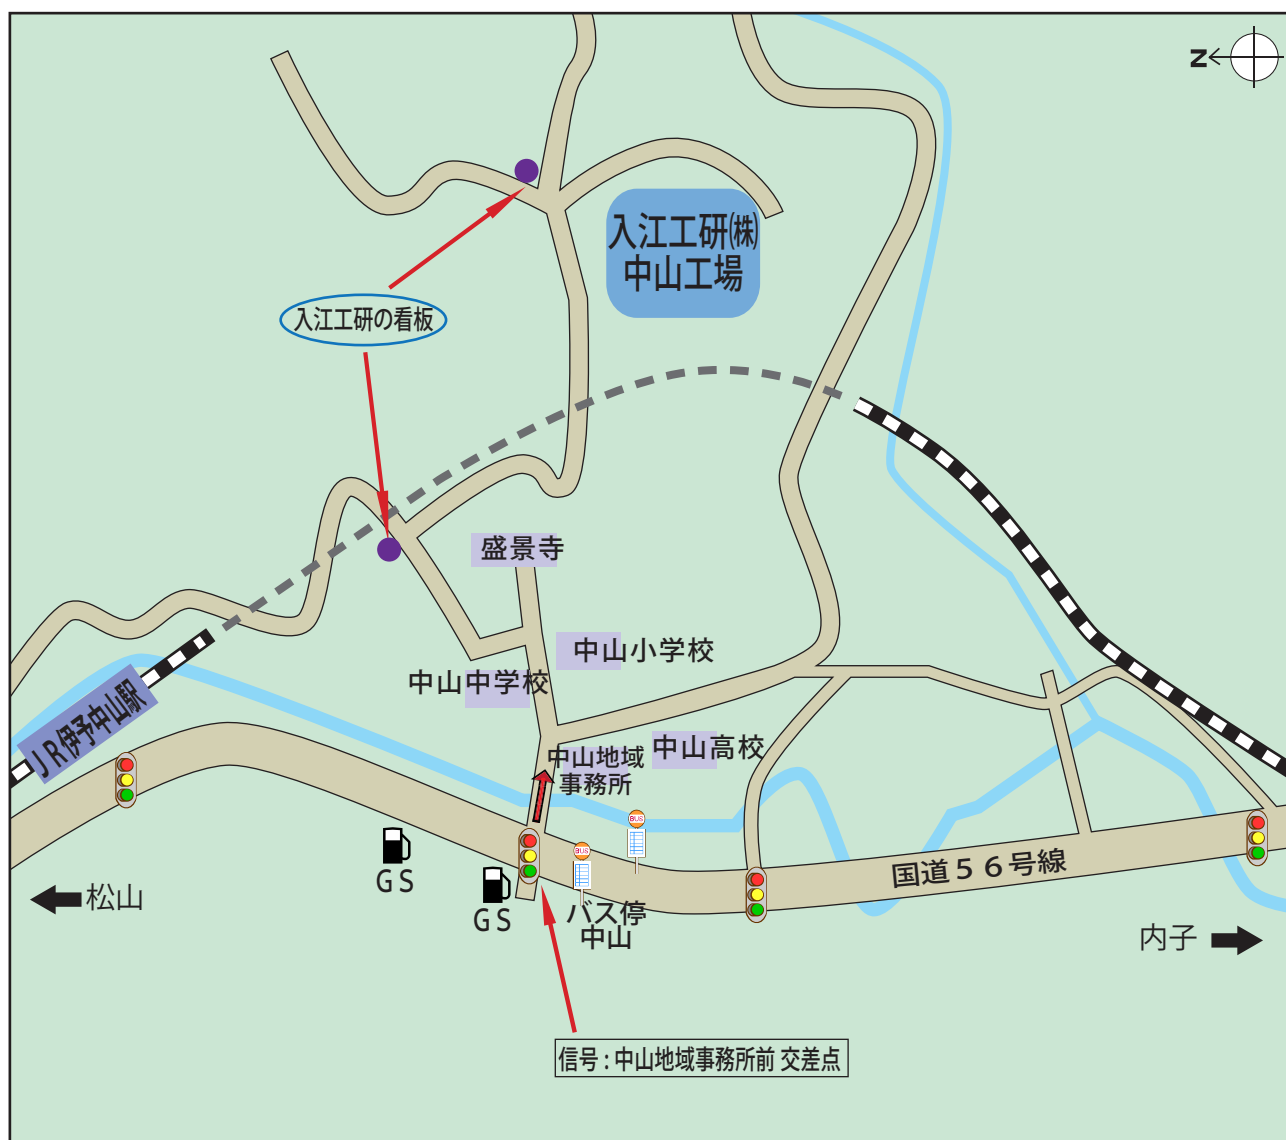 N
入江工研㈱
中山工場
入江工研の看板
盛景寺
中山小学校
中山中学校
ＪＲ伊予中山駅
中山地域
事務所
中山高校
BUS
BUS
国道５６号線
ＧＳ
ＧＳ
松山
バス停
中山
内子
信号：中山地域事務所前 交差点